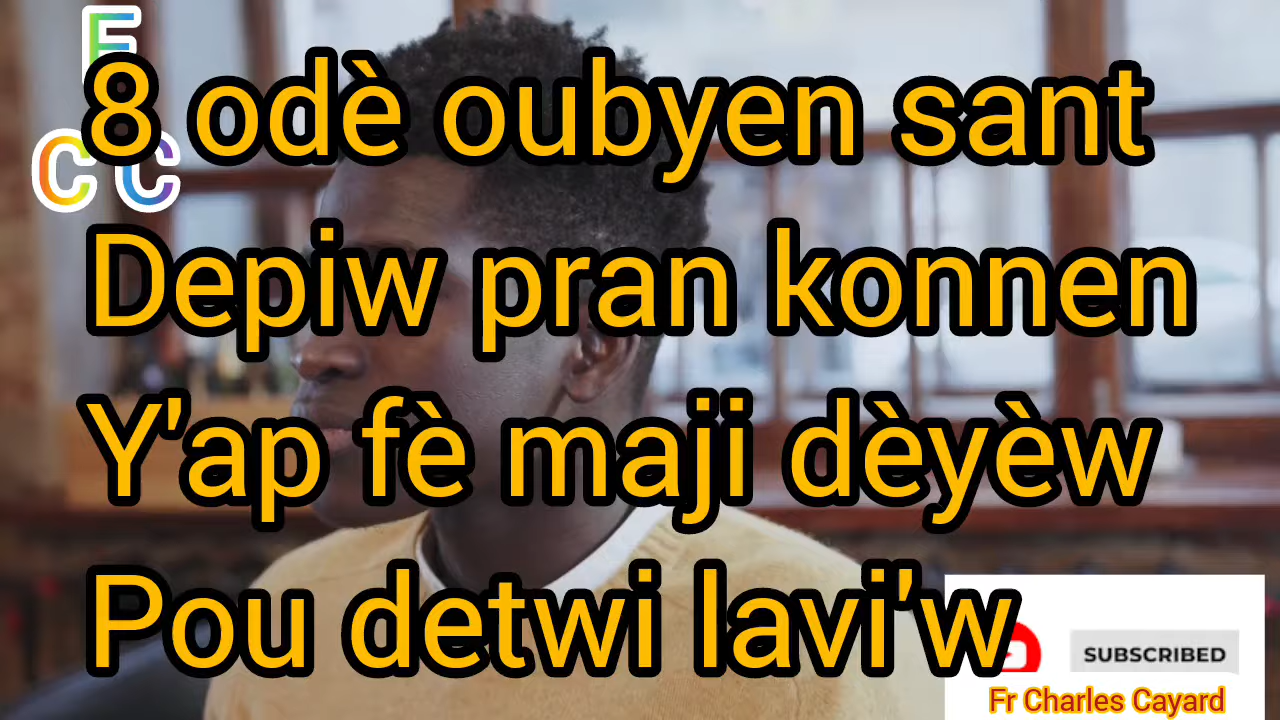 F
C C
8 odè oubyen sant
Depiw pran konnen
Y'ap fè maji dèyèw
Pou detwi lavi'w
SUBSCRIBED
Fr Charles Cayard